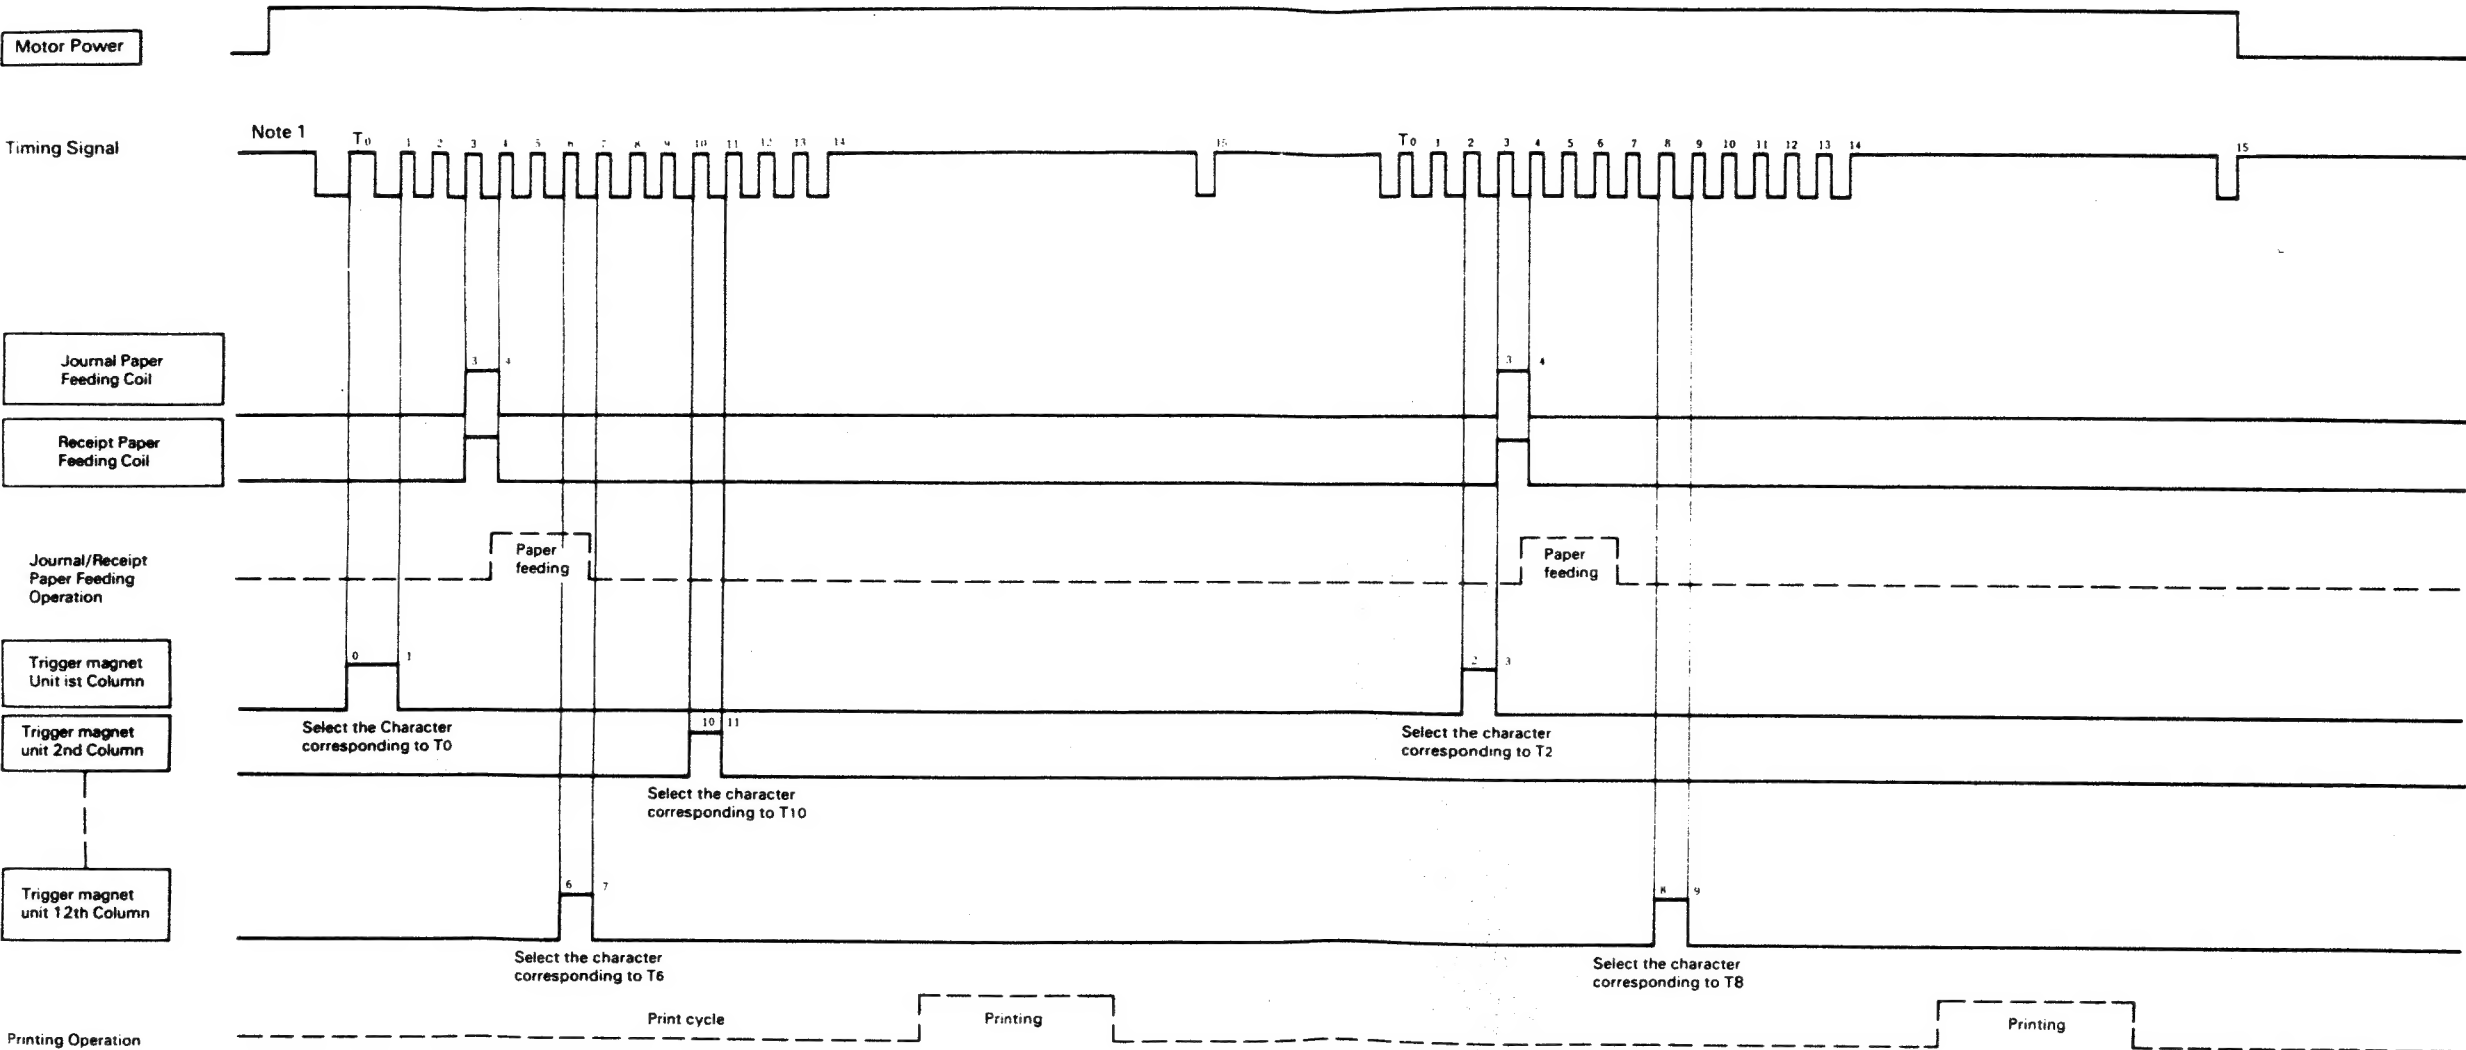 Motor Power
Note 1
Timing Signal
T0 1 2 3 4 5 6 7 8 9 10 11 12 13 14 15 T0 1 2 3 4 5 6 7 8 9 10 11 12 13 14 15
Journal Paper
Feeding Coil
3 4 3 4
Receipt Paper
Feeding Coil
Journal/Receipt
Paper Feeding
Operation
Paper
feeding
Paper
feeding
Trigger magnet
Unit ist Column
0 1 2 3
Select the Character
corresponding to T0
Select the character
corresponding to T2
Trigger magnet
unit 2nd Column
10 11
Select the character
corresponding to T10
Trigger magnet
unit 12th Column
6 7 8 9
Select the character
corresponding to T6
Select the character
corresponding to T8
Printing Operation
Print cycle
Printing
Printing